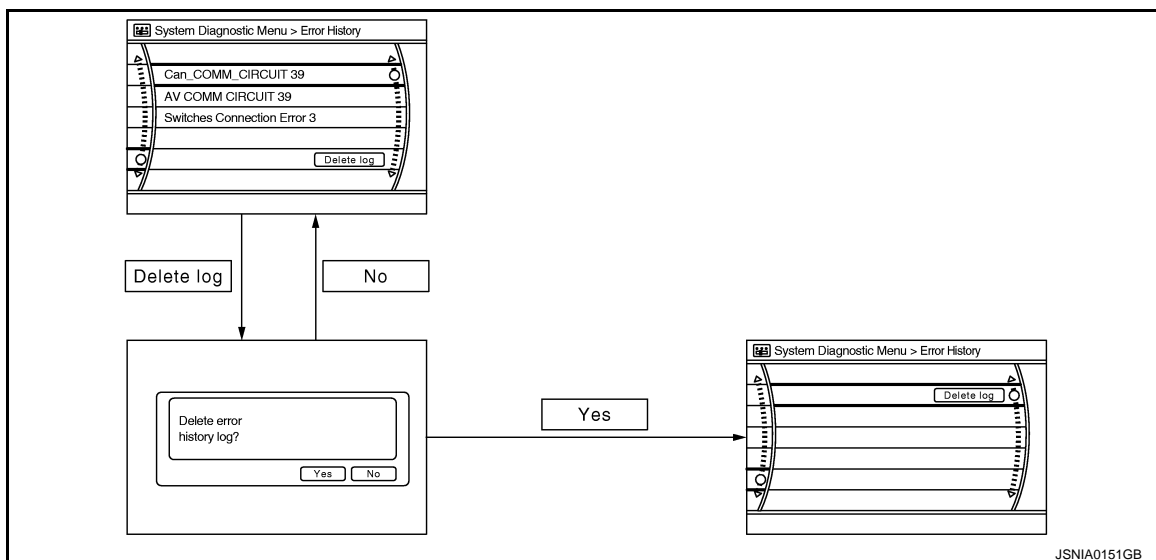 System Diagnostic Menu > Error History
Can_COMM_CIRCUIT 39
AV COMM CIRCUIT 39
Switches Connection Error 3
Delete log
Delete log
No
Delete error
history log?
Yes
No
Yes
System Diagnostic Menu > Error History
Delete log
JSNIA0151GB